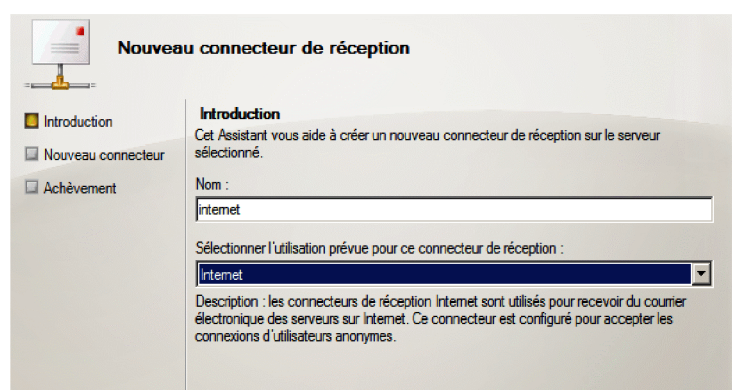 Nouveau connecteur de réception
Introduction
Nouveau connecteur
Achèvement
Introduction
Cet Assistant vous aide à créer un nouveau connecteur de réception sur le serveur
sélectionné.
Nom :
internet
Sélectionner l'utilisation prévue pour ce connecteur de réception :
Internet
Description : les connecteurs de réception Internet sont utilisés pour recevoir du courrier
électronique des serveurs sur Internet. Ce connecteur est configuré pour accepter les
connexions d'utilisateurs anonymes.